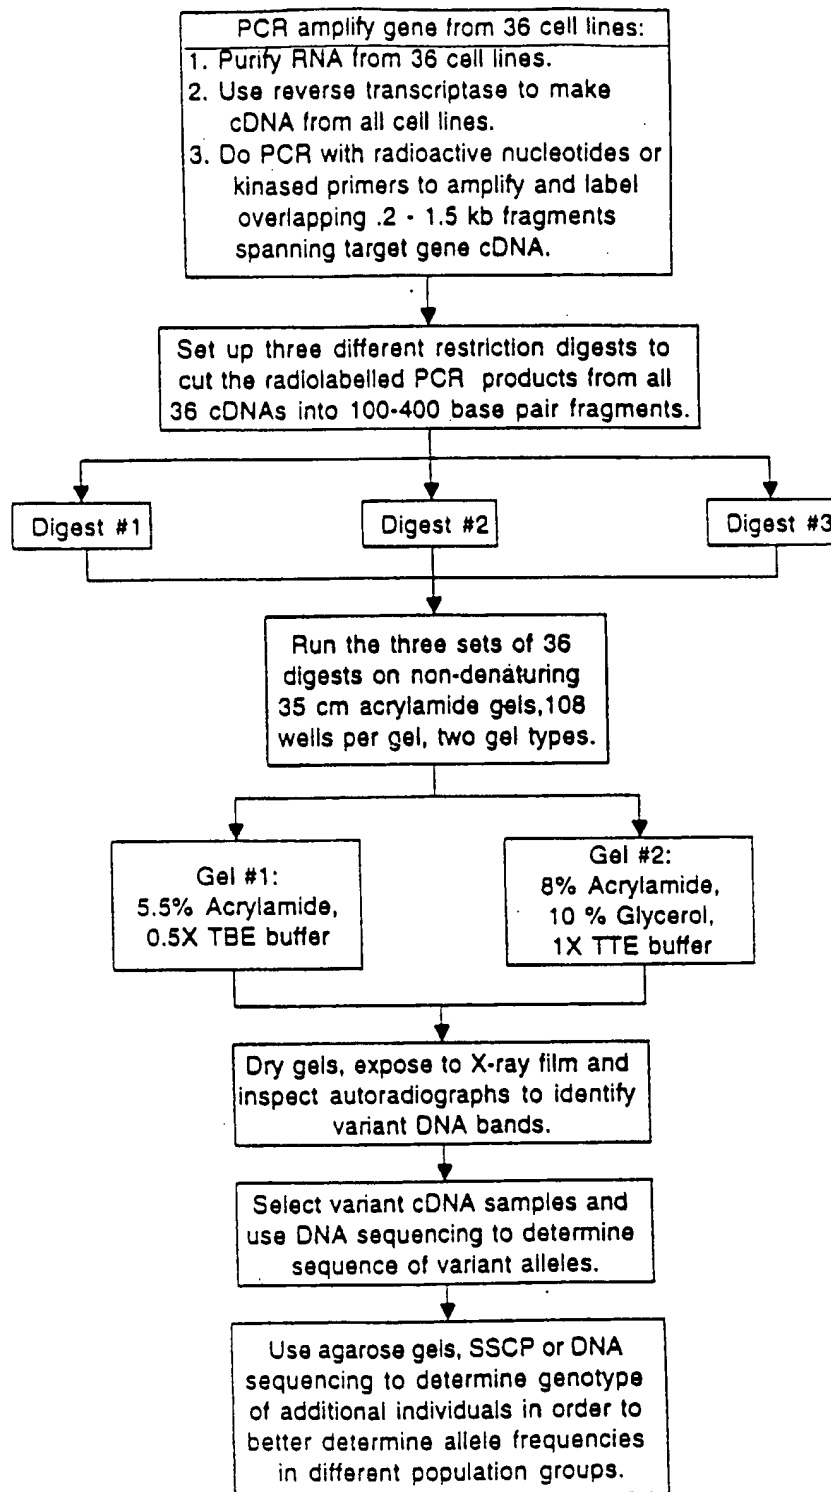 PCR amplify gene from 36 cell lines:
1. Purify RNA from 36 cell lines.
2. Use reverse transcriptase to make
cDNA from all cell lines.
3. Do PCR with radioactive nucleotides or
kinased primers to amplify and label
overlapping .2 - 1.5 kb fragments
spanning target gene cDNA.
Set up three different restriction digests to
cut the radiolabelled PCR products from all
36 cDNAs into 100-400 base pair fragments.
Digest #1
Digest #2
Digest #3
Run the three sets of 36
digests on non-denaturing
35 cm acrylamide gels,108
wells per gel, two gel types.
Gel #1:
5.5% Acrylamide,
0.5X TBE buffer
Gel #2:
8% Acrylamide,
10 % Glycerol,
1X TTE buffer
Dry gels, expose to X-ray film and
inspect autoradiographs to identify
variant DNA bands.
Select variant cDNA samples and
use DNA sequencing to determine
sequence of variant alleles.
Use agarose gels, SSCP or DNA
sequencing to determine genotype
of additional individuals in order to
better determine allele frequencies
in different population groups.